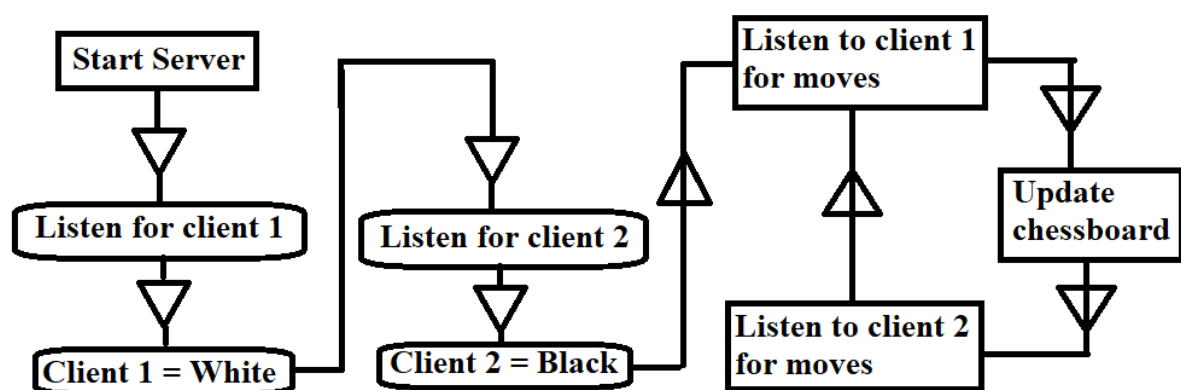 Start Server
Listen for client 1
Client 1 = White
Listen for client 2
Client 2 = Black
Listen to client 1
for moves
Update
chessboard
Listen to client 2
for moves